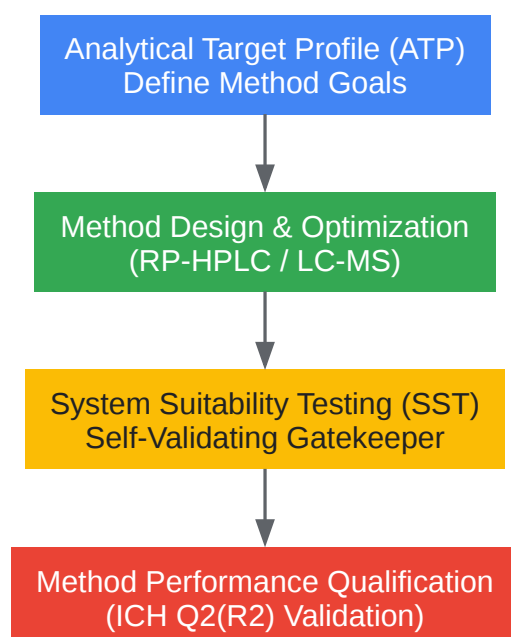 Analytical Target Profile (ATP)
Define Method Goals
Method Design & Optimization
(RP-HPLC / LC-MS)
System Suitability Testing (SST)
Self-Validating Gatekeeper
Method Performance Qualification
(ICH Q2(R2) Validation)